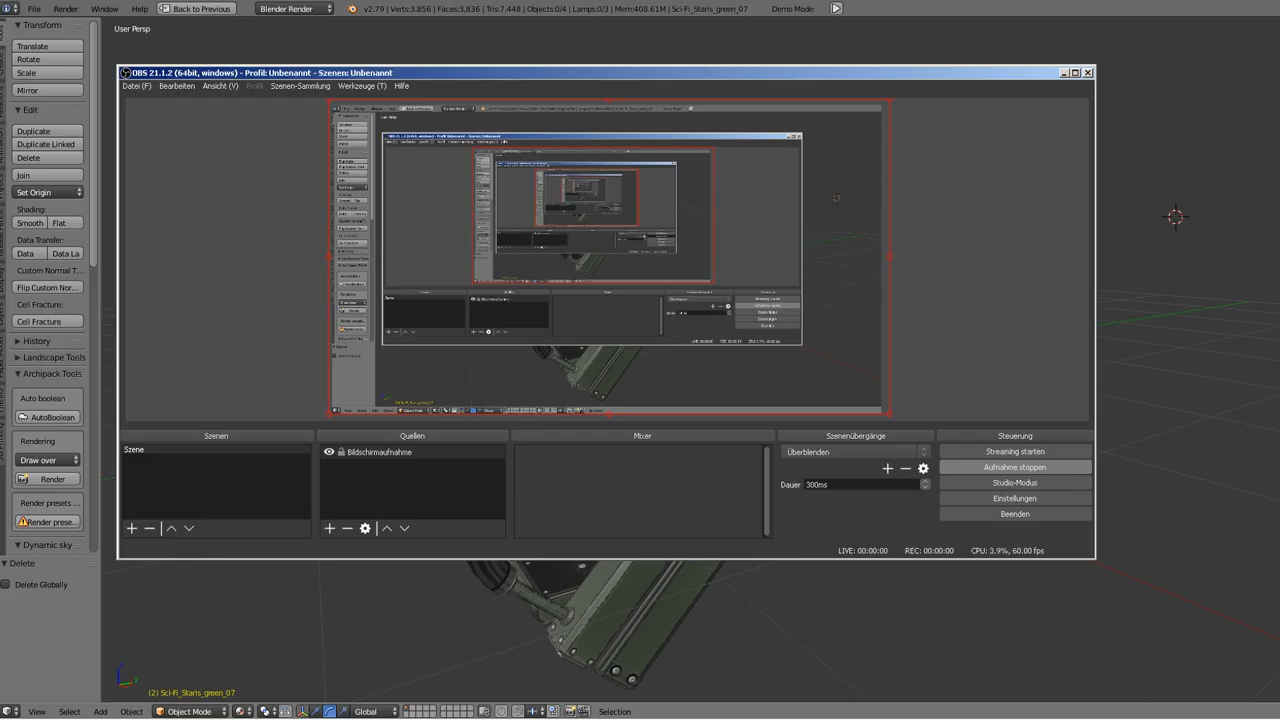 File
Render
Window
Back to Previous
Blender Render
v2.79 | Verts:3,856 | Faces:3,836 | Tris:7,448 | Objects:0/4 | Lamps:0/3 | Mem:408.61M | Sci-Fi_Staris_green_07
Demo Mode:
Transform
User Persp
Translate
Rotate
Scale
Mirror
Edit
Duplicate
Duplicate Linked
Delete
Join
Set Origin
Shading:
Smooth Flat
Data Transfer:
Data Data La
Custom Normal T...
Flip Custom Nor...
Cell Fracture:
Cell Fracture
History
Landscape Tools
Archipack Tools
Auto boolean
AutoBoolean
Rendering
Draw over
Render
Render presets ...
Render prese...
Dynamic sky
Delete
Delete Globally
OBS 21.1.2 (64bit, windows) - Profil: Unbenannt - Szenen: Unbenannt
Datei (F) Bearbeiten Ansicht (V) Profil Szenen-Sammlung Werkzeuge (T) Hilfe
Szenen
Szene
Quellen
Bildschirmaufnahme
Mixer
Szenenübergänge
Überblenden
Dauer 300ms
Steuerung
Streaming starten
Aufnahme stoppen
Studio-Modus
Einstellungen
Beenden
LIVE: 00:00:00 REC: 00:00:00 CPU: 3.9%, 60.00 fps
(2) Sci-Fi_Staris_green_07
View Select Add Object Object Mode Global Selection